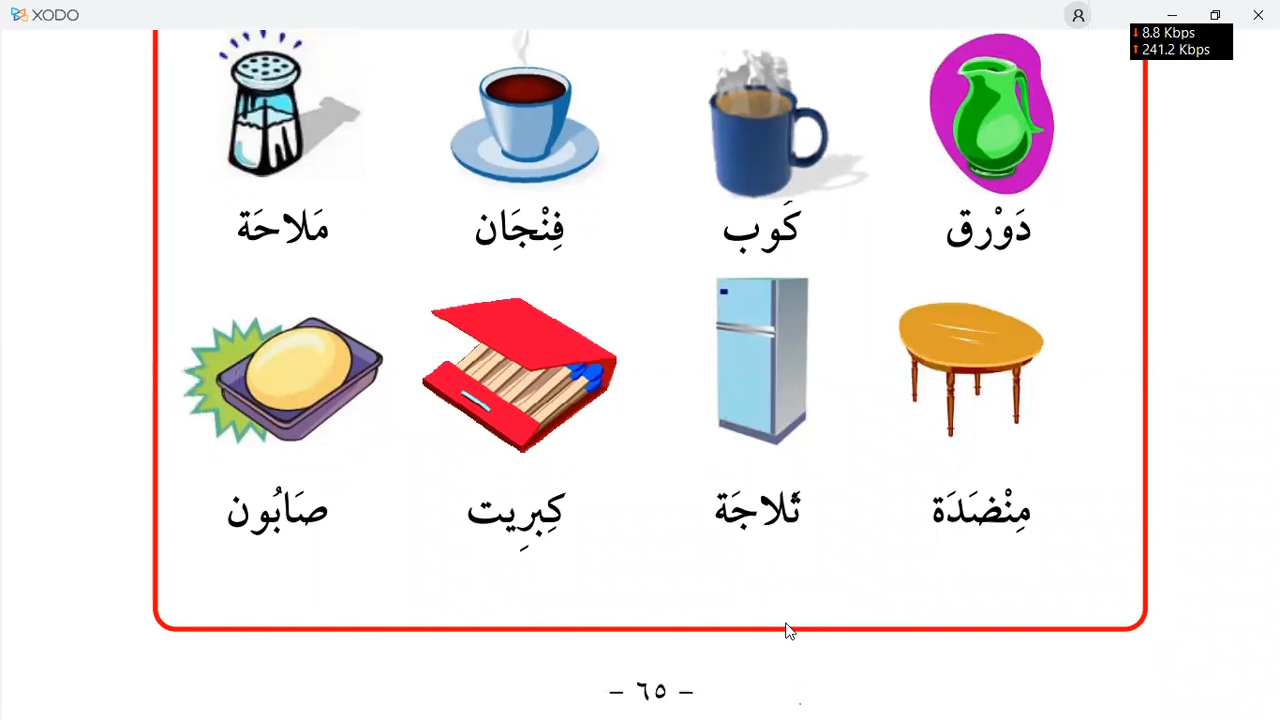 XODO
↓ 8.8 Kbps
↑ 241.2 Kbps
دَوْرق كَوب فِنْجَان مَلاحَة
مِنْضَدَة ثَلاجَة كِبرِيت صَابُون
– ٦٥ –